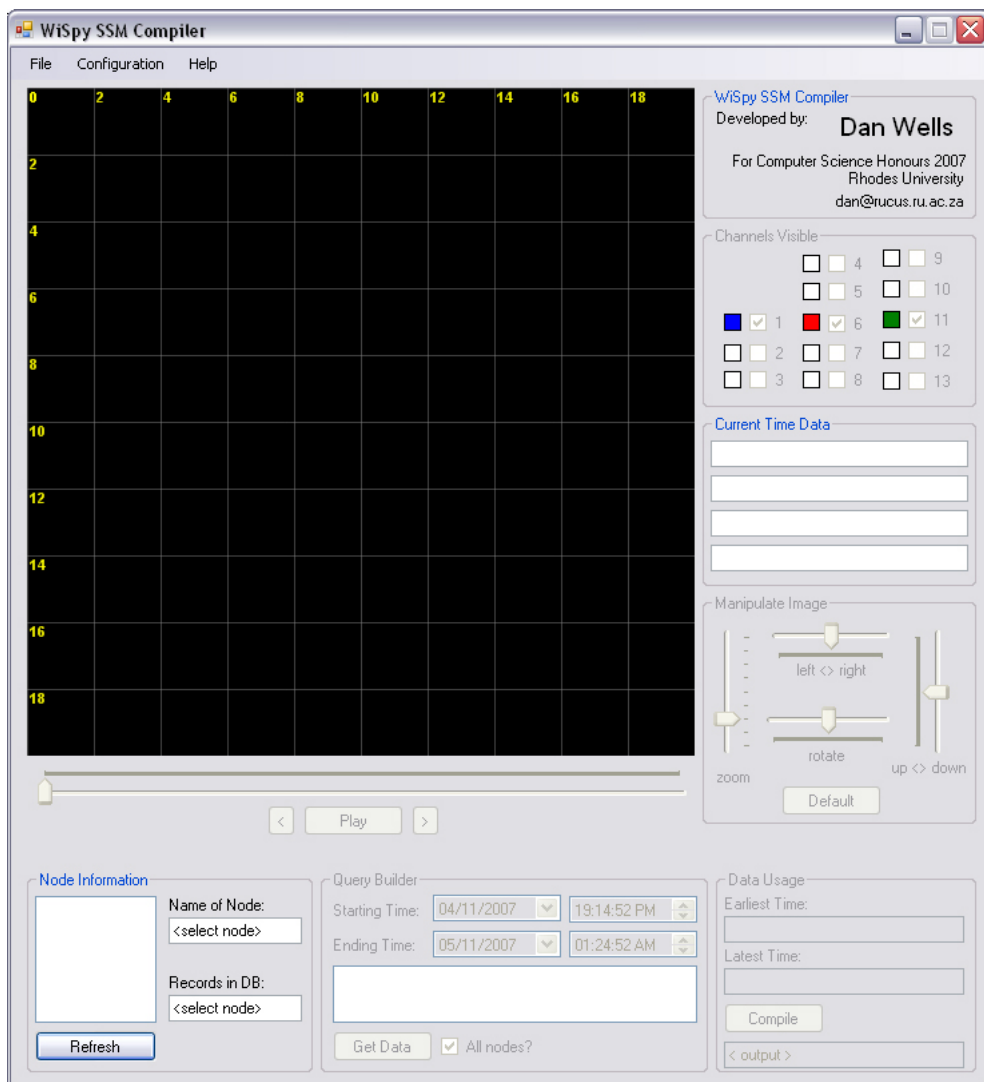 WiSpy SSM Compiler
File Configuration Help
0 2 4 6 8 10 12 14 16 18
2
4
6
8
10
12
14
16
18
< Play >
WiSpy SSM Compiler
Developed by: Dan Wells
For Computer Science Honours 2007
Rhodes University
dan@rucus.ru.ac.za
Channels Visible
4 9
5 10
1 6 11
2 7 12
3 8 13
Current Time Data
Manipulate Image
left <> right
rotate
zoom
up <> down
Default
Node Information
Name of Node:
<select node>
Records in DB:
<select node>
Refresh
Query Builder
Starting Time: 04/11/2007 19:14:52 PM
Ending Time: 05/11/2007 01:24:52 AM
Get Data All nodes?
Data Usage
Earliest Time:
Latest Time:
Compile
< output >